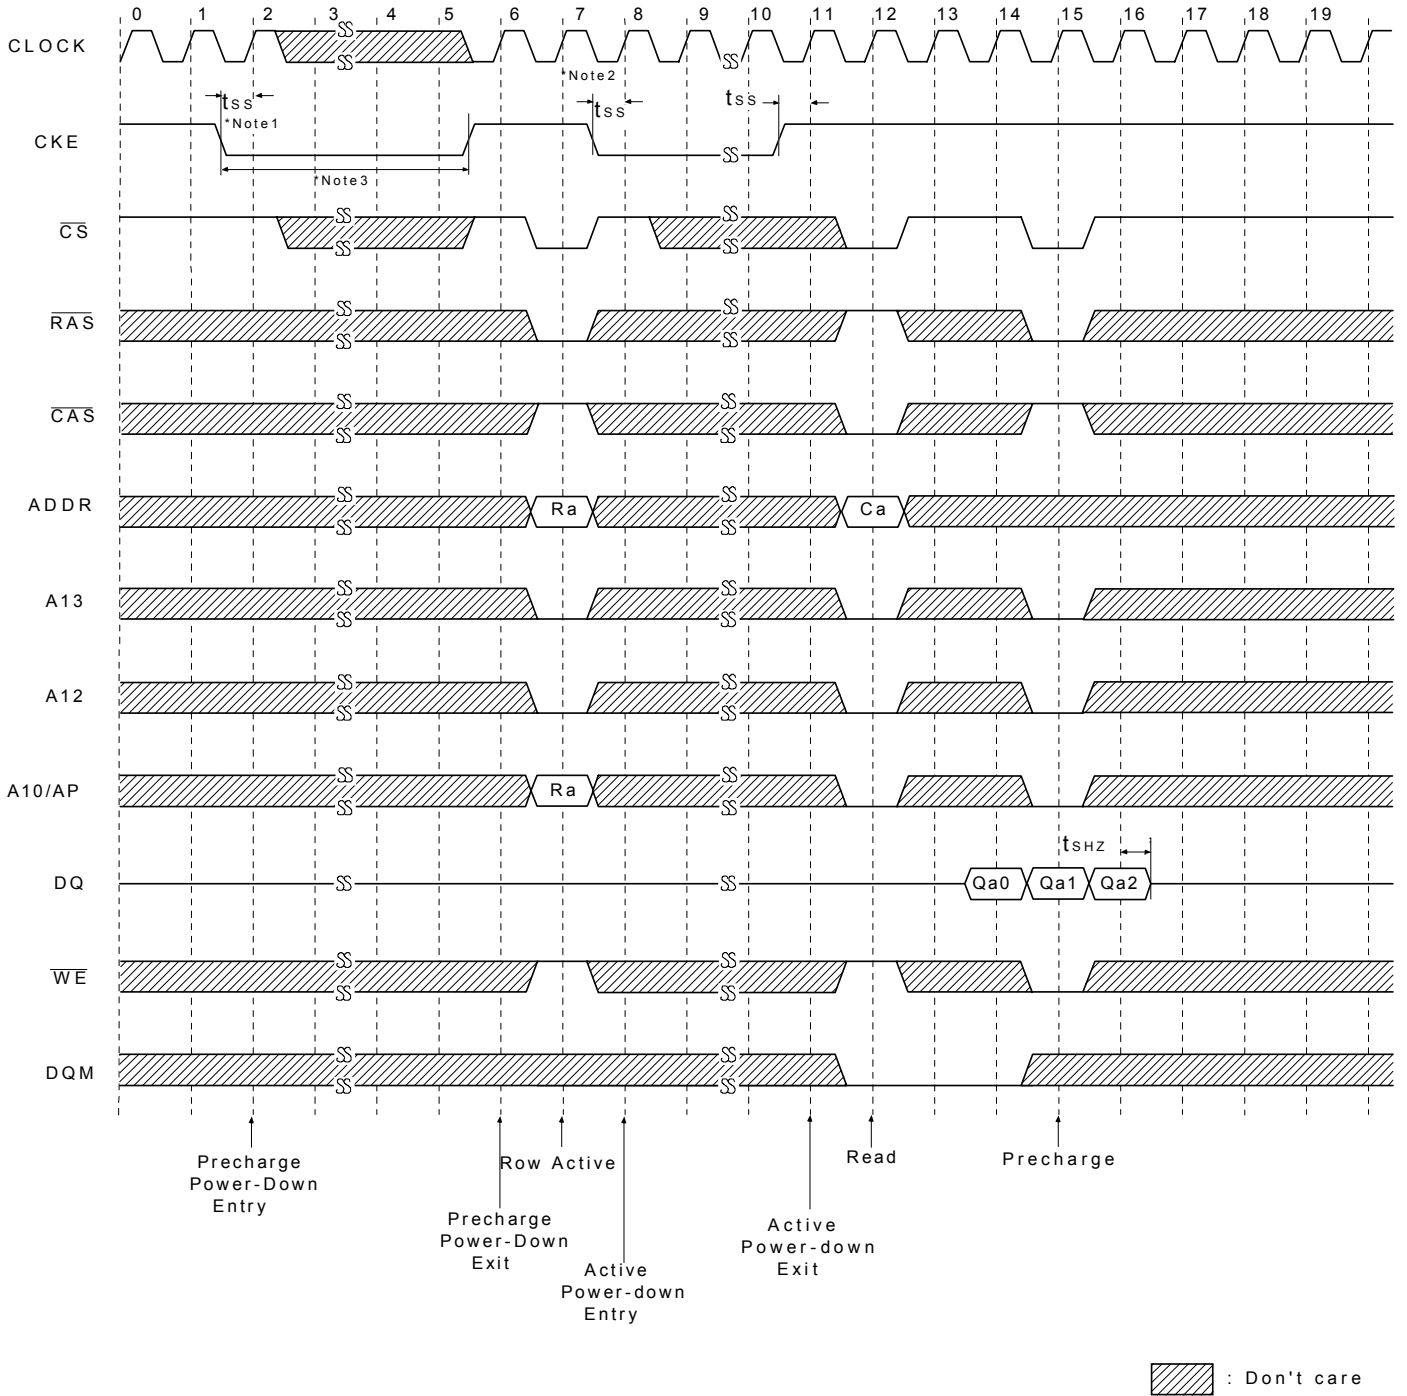 0 1 2 3 4 5 6 7 8 9 10 11 12 13 14 15 16 17 18 19
CLOCK
*Note2
tSS
tSS
tSS
*Note1
CKE
*Note3
CS
RAS
CAS
ADDR Ra Ca
A13
A12
A10/AP Ra
tSHZ
DQ Qa0 Qa1 Qa2
WE
DQM
Precharge
Power-Down
Entry
Row Active
Read
Precharge
Precharge
Power-Down
Exit
Active
Power-down
Exit
Active
Power-down
Entry
: Don't care